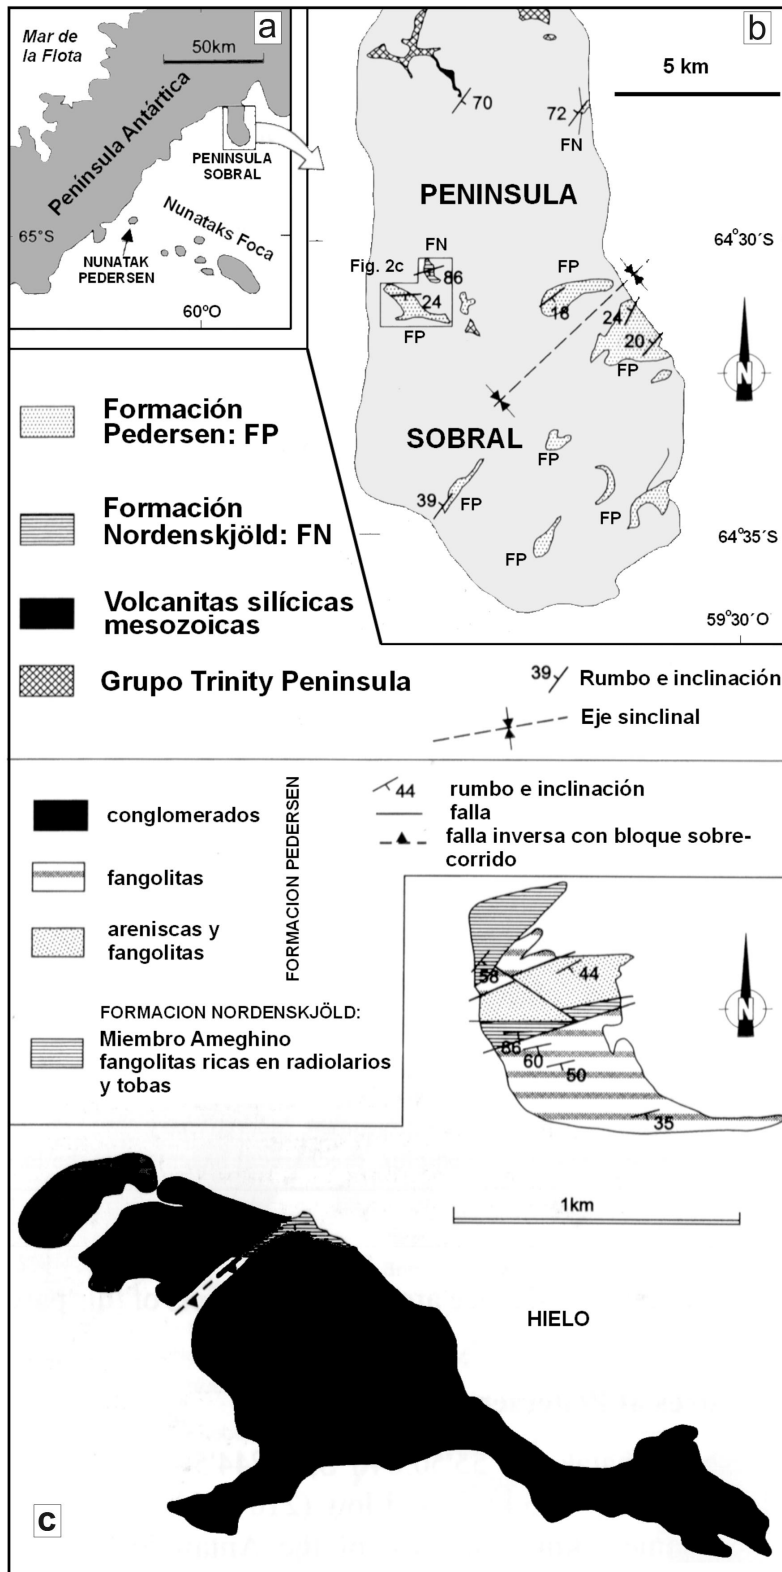 Mar de
la Flota
a
50km
Península Antártica
PENINSULA
SOBRAL
Nunataks Foca
65°S
NUNATAK
PEDERSEN
60°O
b
5 km
70
72
FN
PENINSULA
64°30´S
FN
Fig. 2c
86
FP
24
18
24
FP
20
N
FP
SOBRAL
FP
39
FP
FP
FP
64°35´S
59°30´O
Formación
Pedersen: FP
Formación
Nordenskjöld: FN
Volcanitas silícicas
mesozoicas
Grupo Trinity Peninsula
39
Rumbo e inclinación
Eje sinclinal
conglomerados
fangolitas
areniscas y
fangolitas
FORMACION PEDERSEN
44
rumbo e inclinación
falla
falla inversa con bloque sobre-
corrido
FORMACION NORDENSKJÖLD:
Miembro Ameghino
fangolitas ricas en radiolarios
y tobas
58
44
N
86
60
50
35
1km
HIELO
c